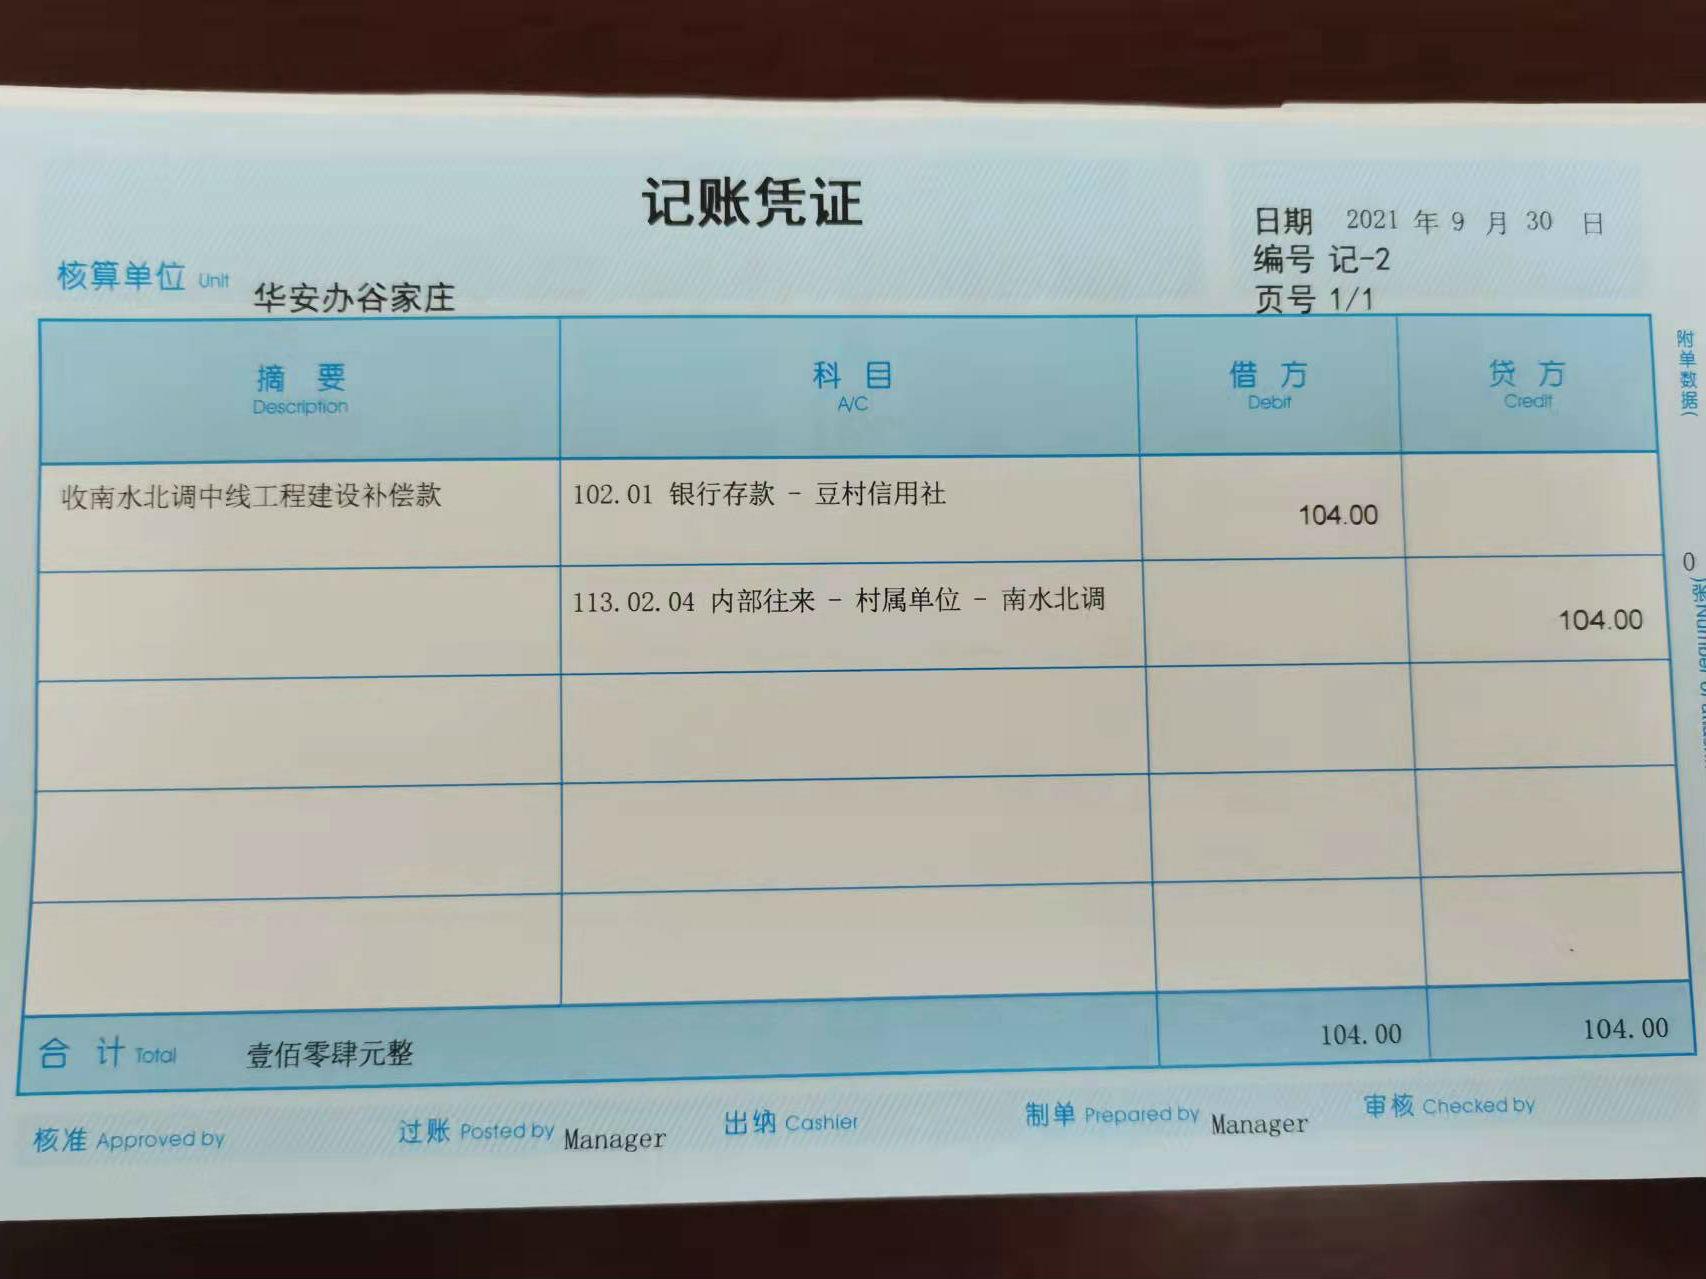 记账凭证
日期 2021 年 9 月 30 日
编号 记-2
页号 1/1
核算单位 Unit 华安办谷家庄
摘 要 科 目 借 方 贷 方
Description A/C Debit Credit
收南水北调中线工程建设补偿款 102.01 银行存款 - 豆村信用社 104.00
113.02.04 内部往来 - 村属单位 - 南水北调 104.00
合 计 Total 壹佰零肆元整 104.00 104.00
核准 Approved by 过账 Posted by Manager 出纳 Cashier 制单 Prepared by Manager 审核 Checked by
附单数据( 0 )张 Number of